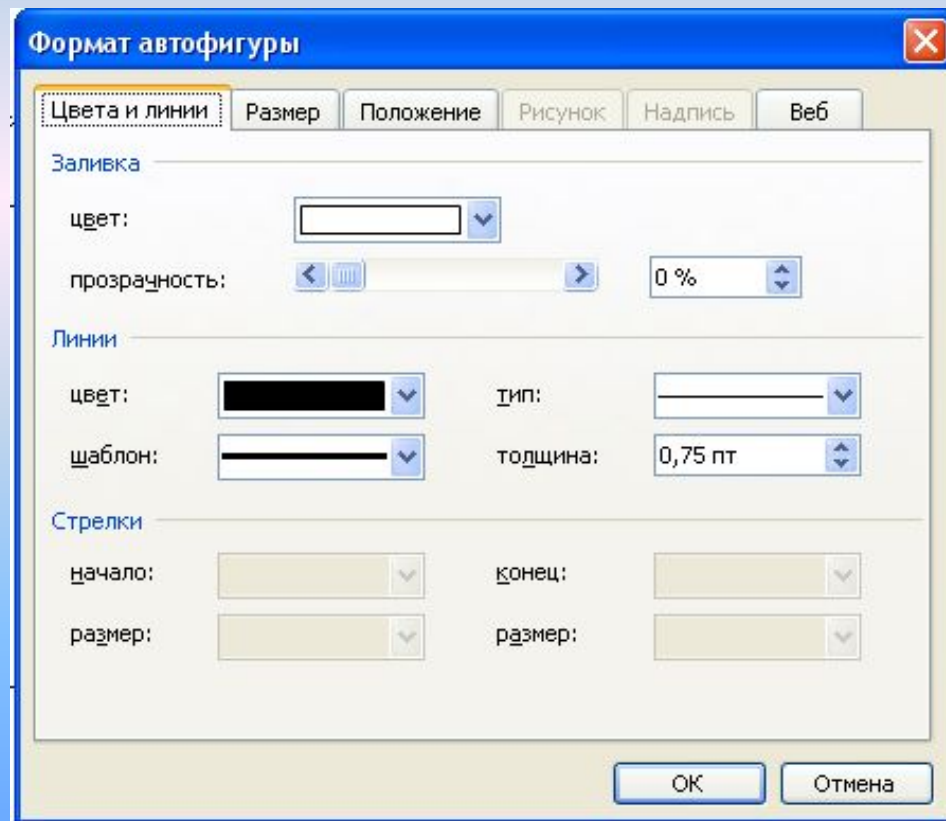 Формат автофигуры
Цвета и линии Размер Положение Рисунок Надпись Веб
Заливка
цвет:
прозрачность: 0 %
Линии
цвет: тип:
шаблон: толщина: 0,75 пт
Стрелки
начало: конец:
размер: размер:
ОК Отмена